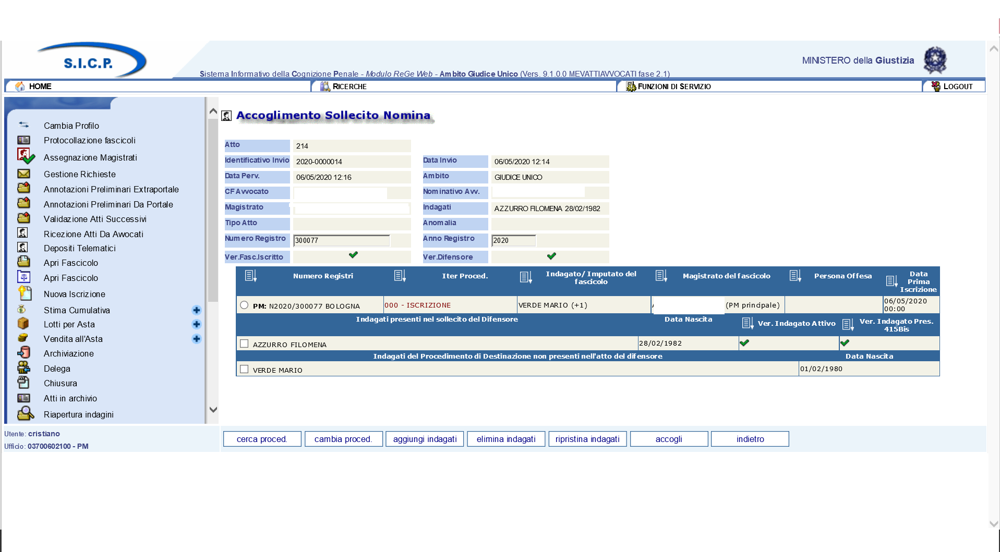 S.I.C.P.
MINISTERO della Giustizia
Sistema Informativo della Cognizione Penale - Modulo ReGe Web - Ambito Giudice Unico (Vers. 9.1.0.0 MEVATTIAVVOCATI fase 2.1)
HOME
RICERCHE
FUNZIONI DI SERVIZIO
LOGOUT
Cambia Profilo
Protocollazione fascicoli
Assegnazione Magistrati
Gestione Richieste
Annotazioni Preliminari Extraportale
Annotazioni Preliminari Da Portale
Validazione Atti Successivi
Ricezione Atti Da Avvocati
Depositi Telematici
Apri Fascicolo
Apri Fascicolo
Nuova Iscrizione
Stima Cumulativa
Lotti per Asta
Vendita all'Asta
Archiviazione
Delega
Chiusura
Atti in archivio
Riapertura indagini
Utente: cristiano
Ufficio: 03700602100 - PM
Accoglimento Sollecito Nomina
Atto 214
Identificativo Invio 2020-0000014 Data Invio 06/05/2020 12:14
Data Perv. 06/05/2020 12:16 Ambito GIUDICE UNICO
CF Avvocato Nominativo Avv.
Magistrato Indagati AZZURRO FILOMENA 28/02/1982
Tipo Atto Anomalia
Numero Registro 300077 Anno Registro 2020
Ver.Fasc.Iscritto Ver.Difensore
Numero Registri Iter Proced. Indagato/Imputato del fascicolo Magistrato del fascicolo Persona Offesa Data Prima Iscrizione
PM: N2020/300077 BOLOGNA 000 - ISCRIZIONE VERDE MARIO (+1) (PM principale) 06/05/2020 00:00
Indagati presenti nel sollecito del Difensore Data Nascita Ver. Indagato Attivo Ver. Indagato Pres. 415Bis
AZZURRO FILOMENA 28/02/1982
Indagati del Procedimento di Destinazione non presenti nell'atto del difensore Data Nascita
VERDE MARIO 01/02/1980
cerca proced. cambia proced. aggiungi indagati elimina indagati ripristina indagati accogli indietro